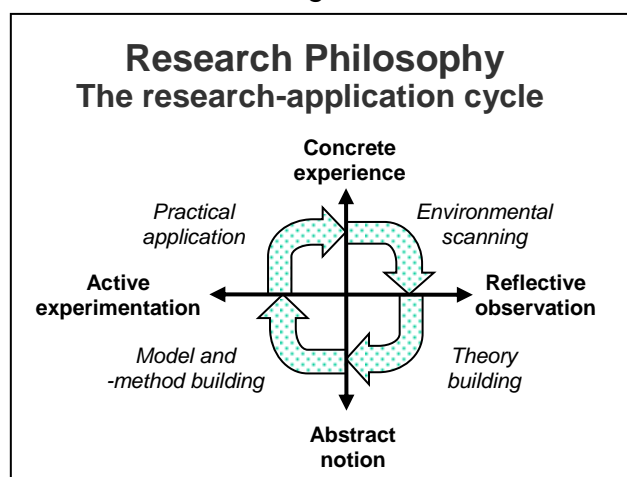 Research Philosophy
The research-application cycle
Concrete
experience
Practical
application
Environmental
scanning
Active
experimentation
Reflective
observation
Model and
-method building
Theory
building
Abstract
notion